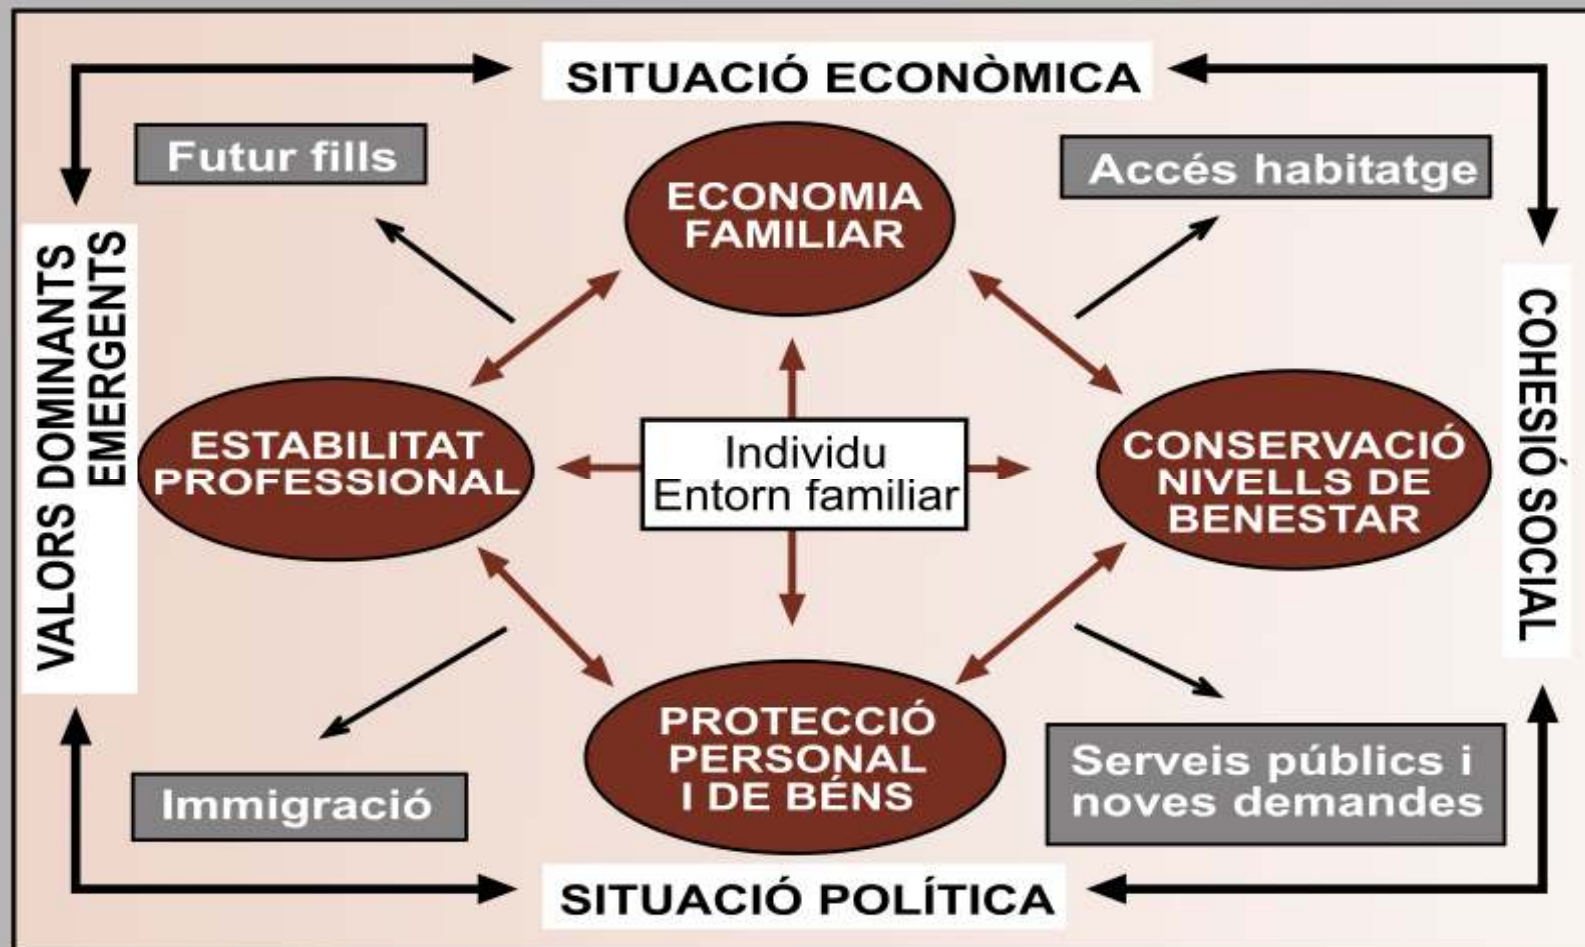 SITUACIÓ ECONÒMICA
Futur fills
Accés habitatge
ECONOMIA
FAMILIAR
VALORS DOMINANTS
EMERGENTS
COHESIÓ SOCIAL
ESTABILITAT
PROFESSIONAL
Individu
Entorn familiar
CONSERVACIÓ
NIVELLS DE
BENESTAR
PROTECCIÓ
PERSONAL
I DE BÉNS
Immigració
Serveis públics i
noves demandes
SITUACIÓ POLÍTICA